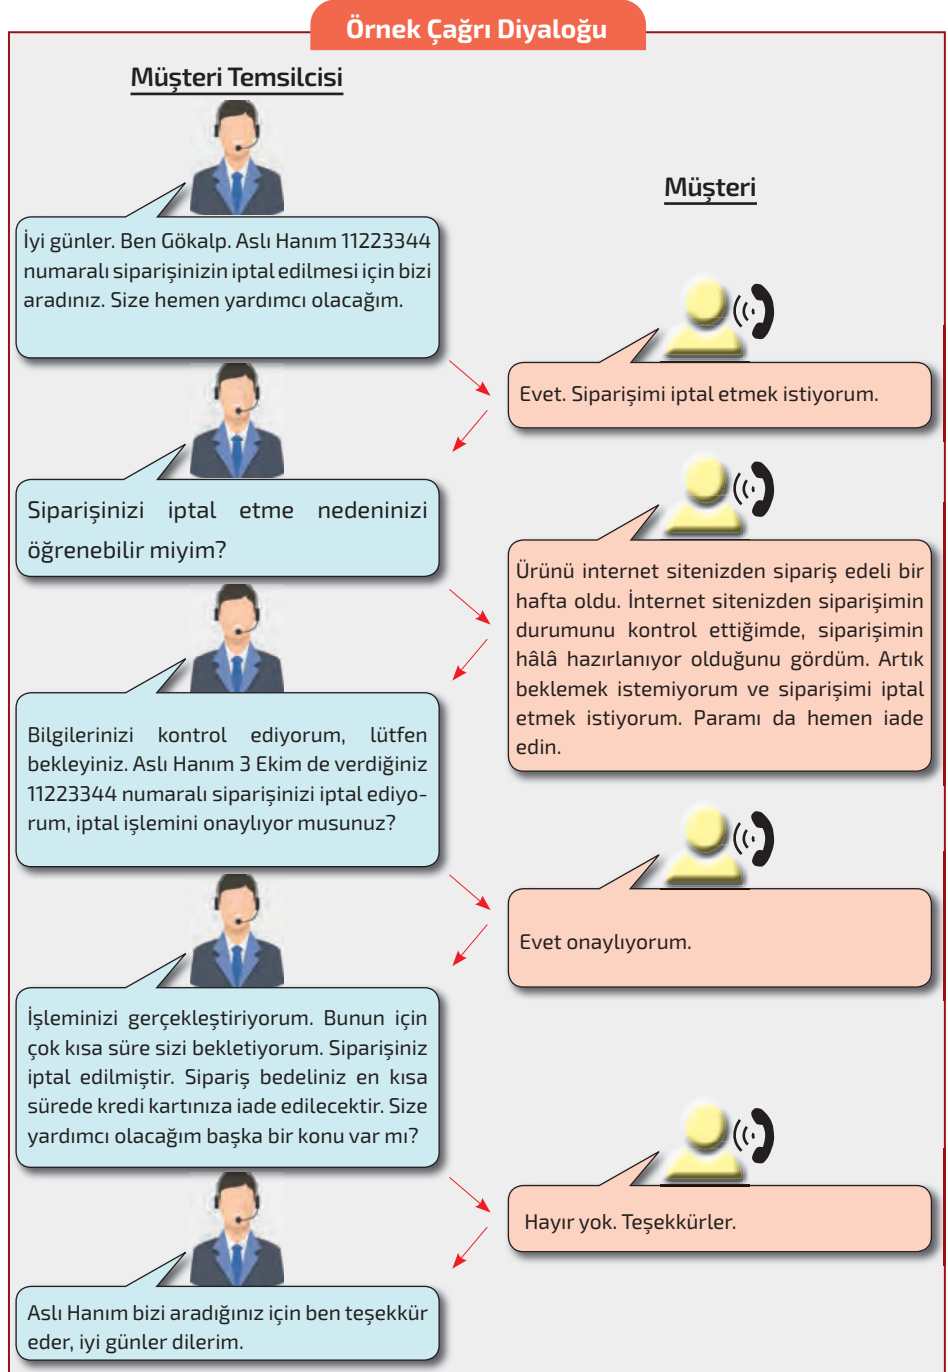 Örnek Çağrı Diyaloğu
Müşteri Temsilcisi
Müşteri
İyi günler. Ben Gökalp. Aslı Hanım 11223344
numaralı siparişinizin iptal edilmesi için bizi
aradınız. Size hemen yardımcı olacağım.
Evet. Siparişimi iptal etmek istiyorum.
Siparişinizi iptal etme nedeninizi
öğrenebilir miyim?
Ürünü internet sitenizden sipariş edeli bir
hafta oldu. İnternet sitenizden siparişimin
durumunu kontrol ettiğimde, siparişimin
hâlâ hazırlanıyor olduğunu gördüm. Artık
beklemek istemiyorum ve siparişimi iptal
etmek istiyorum. Paramı da hemen iade
edin.
Bilgilerinizi kontrol ediyorum, lütfen
bekleyiniz. Aslı Hanım 3 Ekim de verdiğiniz
11223344 numaralı siparişinizi iptal ediyo-
rum, iptal işlemini onaylıyor musunuz?
Evet onaylıyorum.
İşleminizi gerçekleştiriyorum. Bunun için
çok kısa süre sizi bekletiyorum. Siparişiniz
iptal edilmiştir. Sipariş bedeliniz en kısa
sürede kredi kartınıza iade edilecektir. Size
yardımcı olacağım başka bir konu var mı?
Hayır yok. Teşekkürler.
Aslı Hanım bizi aradığınız için ben teşekkür
eder, iyi günler dilerim.